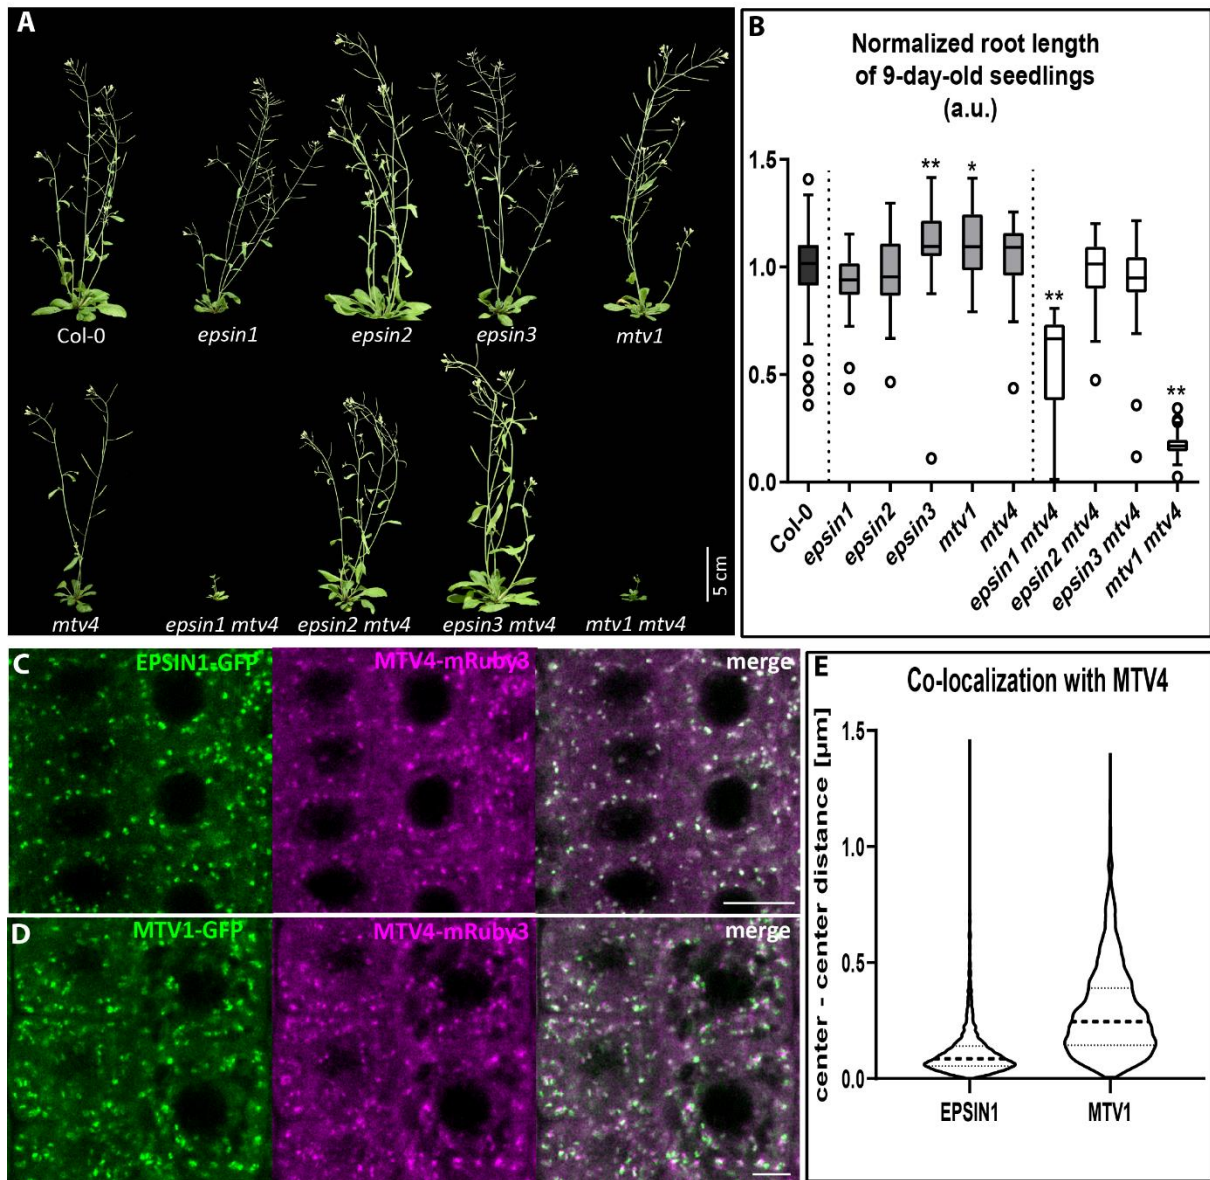 A
Col-0
epsin1
epsin2
epsin3
mtv1
mtv4
epsin1 mtv4
epsin2 mtv4
epsin3 mtv4
mtv1 mtv4
5 cm
B
Normalized root length
of 9-day-old seedlings
(a.u.)
1.5
1.0
0.5
0.0
**
*
**
**
Col-0
epsin1
epsin2
epsin3
mtv1
mtv4
epsin1 mtv4
epsin2 mtv4
epsin3 mtv4
mtv1 mtv4
C
EPSIN1-GFP
MTV4-mRuby3
merge
D
MTV1-GFP
MTV4-mRuby3
merge
E
Co-localization with MTV4
center - center distance [µm]
1.5
1.0
0.5
0.0
EPSIN1
MTV1